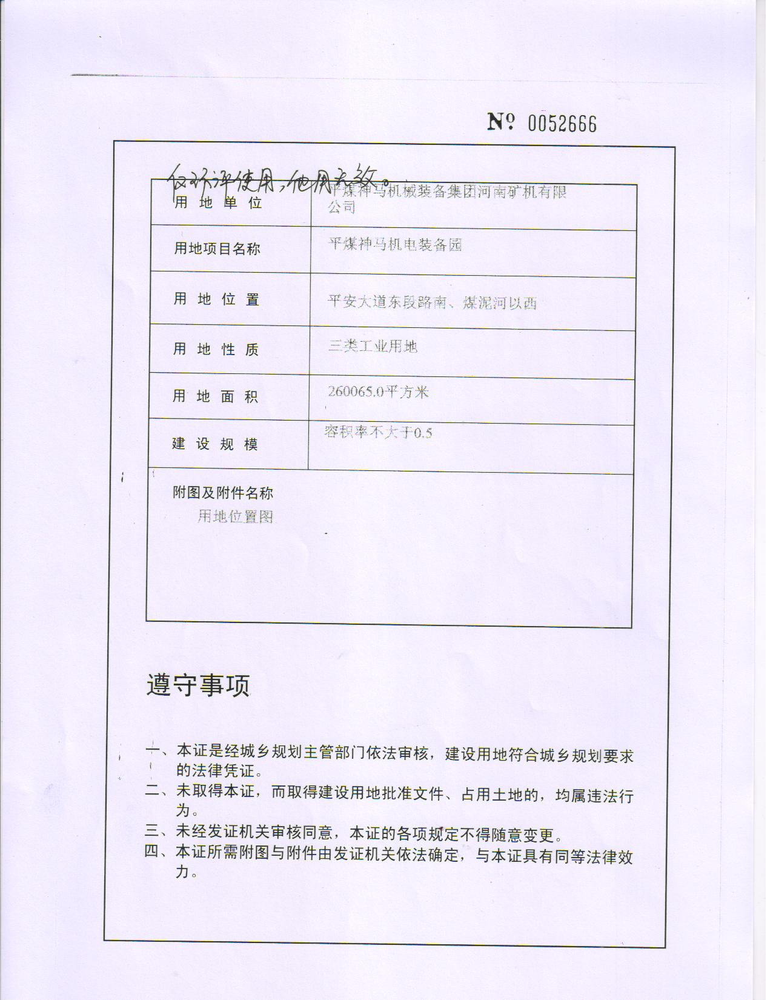 Nº 0052666
仅环评使用，他用无效。
用地单位 平煤神马机械装备集团河南矿机有限
公司
用地项目名称 平煤神马机电装备园
用地位置 平安大道东段路南、煤泥河以西
用地性质 三类工业用地
用地面积 260065.0平方米
建设规模 容积率不大于0.5
附图及附件名称
用地位置图
遵守事项
一、本证是经城乡规划主管部门依法审核，建设用地符合城乡规划要求
的法律凭证。
二、未取得本证，而取得建设用地批准文件、占用土地的，均属违法行
为。
三、未经发证机关审核同意，本证的各项规定不得随意变更。
四、本证所需附图与附件由发证机关依法确定，与本证具有同等法律效
力。